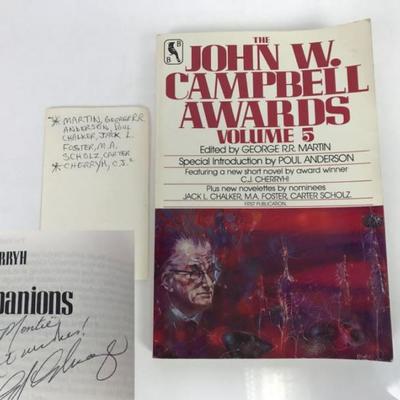 THE
JOHN W.
CAMPBELL
AWARDS
VOLUME 5
Edited by GEORGE R.R. MARTIN
Special Introduction by POUL ANDERSON
Featuring a new short novel by award winner
C.J. CHERRYH!
Plus new novelettes by nominees
JACK L. CHALKER, M.A. FOSTER, CARTER SCHOLZ.
FIRST PUBLICATION.
B
B
* MARTIN, GEORGE R.R.
ANDERSON, POUL
CHALKER, JACK L.
FOSTER, M.A.
SCHOLZ, CARTER
* CHERRYH, C.J.
RRYH
panions